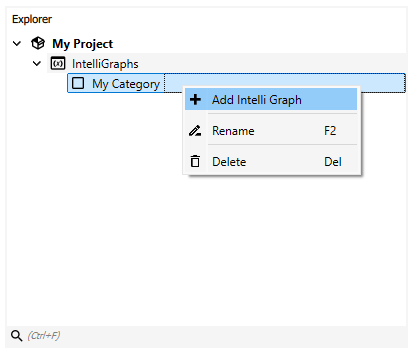 Explorer
My Project
IntelliGraphs
My Category
Add Intelli Graph
Rename F2
Delete Del
(Ctrl+F)